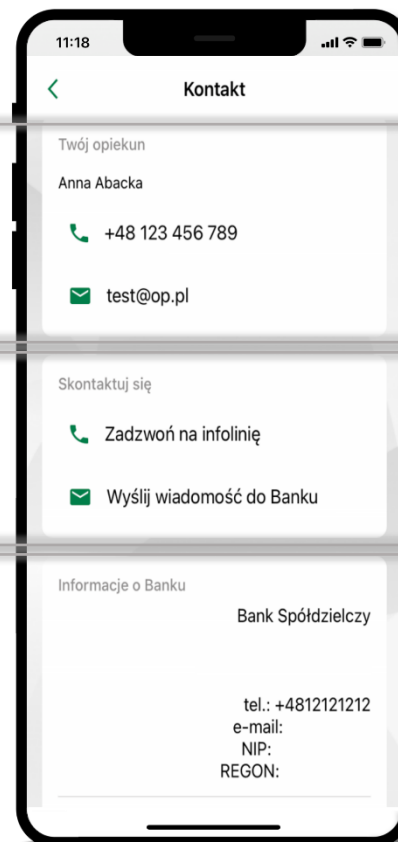 11:18
Kontakt
Twój opiekun
Anna Abacka
+48 123 456 789
test@op.pl
Skontaktuj się
Zadzwoń na infolinię
Wyślij wiadomość do Banku
Informacje o Banku
Bank Spółdzielczy
tel.: +4812121212
e-mail:
NIP:
REGON: